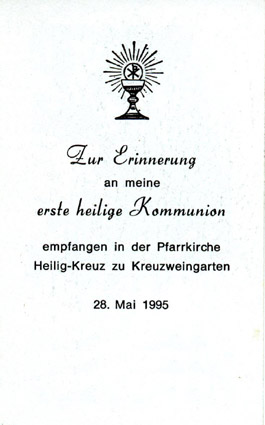 Zur Erinnerung
an meine
erste heilige Kommunion
empfangen in der Pfarrkirche
Heilig-Kreuz zu Kreuzweingarten
28. Mai 1995